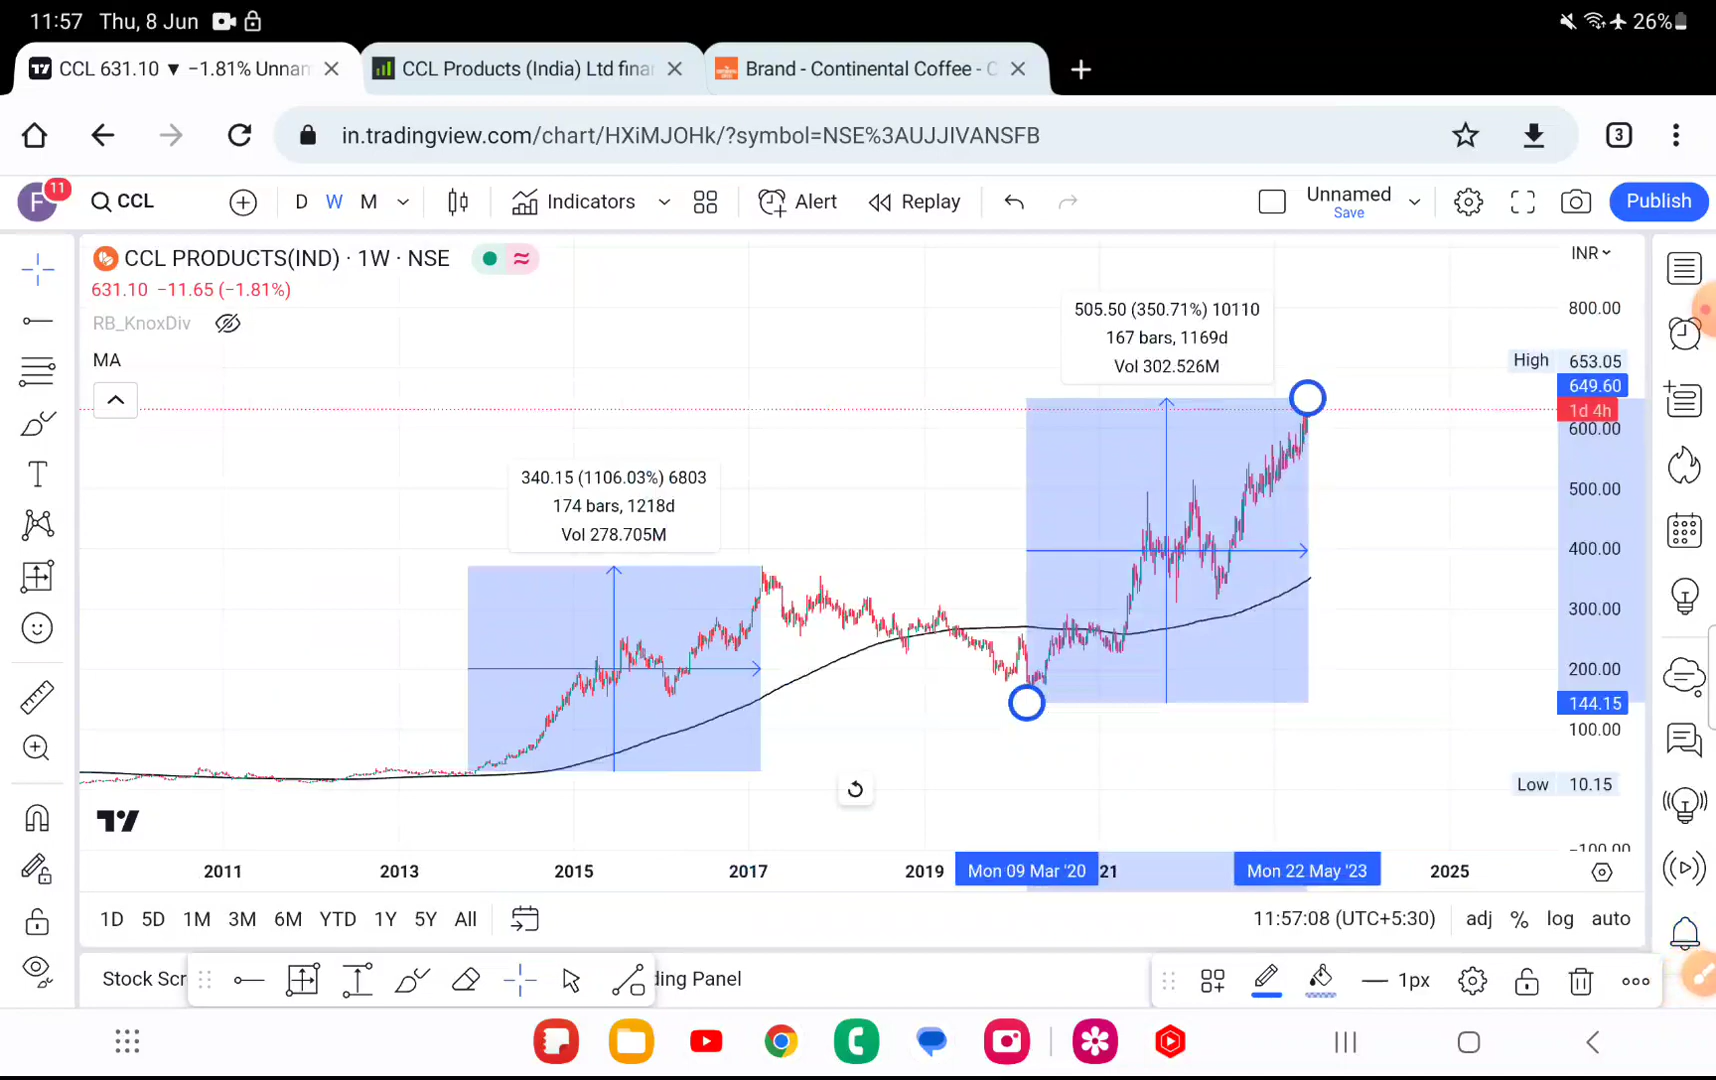 11:57 Thu, 8 Jun 26%
CCL 631.10 ▼ −1.81% Unnam
CCL Products (India) Ltd finan
Brand - Continental Coffee - C
in.tradingview.com/chart/HXiMJOHk/?symbol=NSE%3AUJJIVANSFB
3
F 11 CCL D W M Indicators Alert Replay Unnamed Publish
Save
CCL PRODUCTS(IND) · 1W · NSE
INR
631.10 −11.65 (−1.81%)
RB_KnoxDiv
MA
505.50 (350.71%) 10110
167 bars, 1169d
Vol 302.526M
340.15 (1106.03%) 6803
174 bars, 1218d
Vol 278.705M
800.00
High 653.05
649.60
1d 4h
600.00
500.00
400.00
300.00
200.00
144.15
100.00
Low 10.15
−100.00
2011 2013 2015 2017 2019 Mon 09 Mar '20 21 Mon 22 May '23 2025
1D 5D 1M 3M 6M YTD 1Y 5Y All 11:57:08 (UTC+5:30) adj % log auto
Stock Scr ding Panel 1px